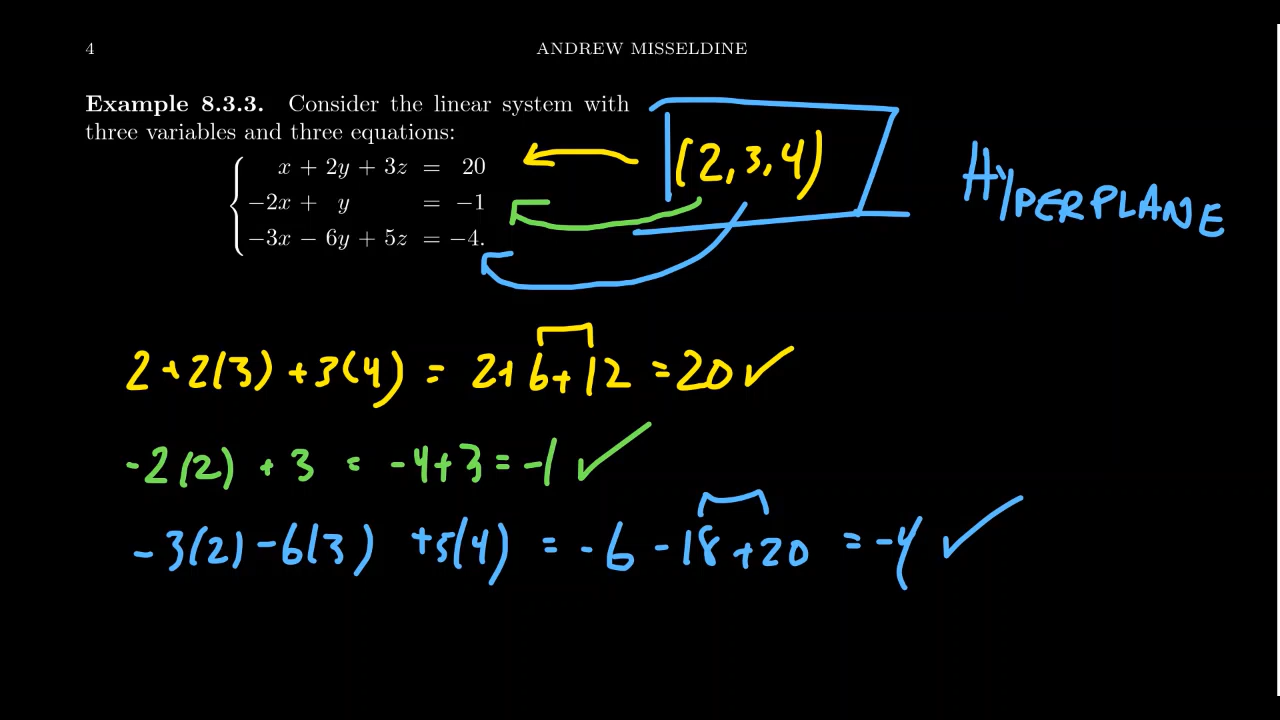 4 ANDREW MISSELDINE
Example 8.3.3. Consider the linear system with
three variables and three equations:
x + 2y + 3z = 20
−2x + y = −1
−3x − 6y + 5z = −4.
(2,3,4)
HYPERPLANE
2+2(3)+3(4) = 2+6+12 = 20 ✓
-2(2) + 3 = -4+3 = -1 ✓
-3(2) -6(3) +5(4) = -6 -18 +20 = -4 ✓